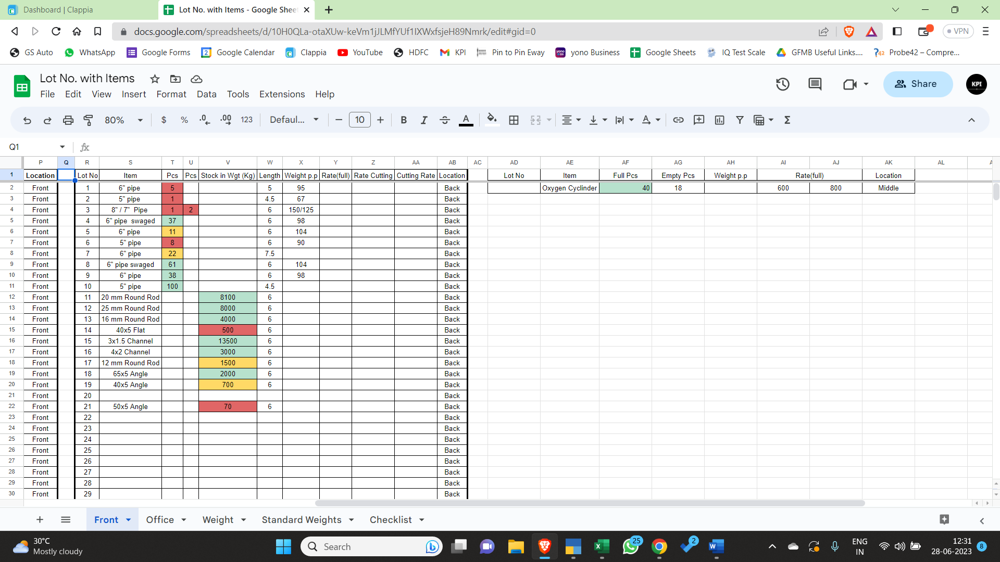 Dashboard | Clappia
Lot No. with Items - Google Shee
docs.google.com/spreadsheets/d/10H0QLa-otaXUw-keVm1jJLMfYUf1IXWxfsjeH89Nmrk/edit#gid=0
VPN
GS Auto WhatsApp Google Forms Google Calendar Clappia YouTube HDFC KPI Pin to Pin Eway yono Business Google Sheets IQ Test Scale GFMB Useful Links.... Probe42 – Compre...
Lot No. with Items
File Edit View Insert Format Data Tools Extensions Help
Share
KPI
80% $ % .0 .00 123 Defaul... 10 B I A Σ
Q1 fx
P Q R S T U V W X Y Z AA AB AC AD AE AF AG AH AI AJ AK AL
1 Location Lot No Item Pcs Pcs Stock in Wgt (Kg) Length Weight p.p Rate(full) Rate Cutting Cutting Rate Location Lot No Item Full Pcs Empty Pcs Weight p.p Rate(full) Location
2 Front 1 6" pipe 5 5 95 Back Oxygen Cyclinder 40 18 600 800 Middle
3 Front 2 5" pipe 1 4.5 67 Back
4 Front 3 8" / 7" Pipe 1 2 6 150/125 Back
5 Front 4 6" pipe swaged 37 6 98 Back
6 Front 5 6" pipe 11 6 104 Back
7 Front 6 5" pipe 8 6 90 Back
8 Front 7 6" pipe 22 7.5 Back
9 Front 8 6" pipe swaged 61 6 104 Back
10 Front 9 6" pipe 38 6 98 Back
11 Front 10 5" pipe 100 4.5 Back
12 Front 11 20 mm Round Rod 8100 6 Back
13 Front 12 25 mm Round Rod 8000 6 Back
14 Front 13 16 mm Round Rod 4000 6 Back
15 Front 14 40x5 Flat 500 6 Back
16 Front 15 3x1.5 Channel 13500 6 Back
17 Front 16 4x2 Channel 3000 6 Back
18 Front 17 12 mm Round Rod 1500 6 Back
19 Front 18 65x5 Angle 2000 6 Back
20 Front 19 40x5 Angle 700 6 Back
21 Front 20 Back
22 Front 21 50x5 Angle 70 6 Back
23 Front 22 Back
24 Front 23 Back
25 Front 24 Back
26 Front 25 Back
27 Front 26 Back
28 Front 27 Back
29 Front 28 Back
30 Front 29 Back
Front Office Weight Standard Weights Checklist
30°C
Mostly cloudy
Search
25
2
ENG
IN
12:31
28-06-2023
8